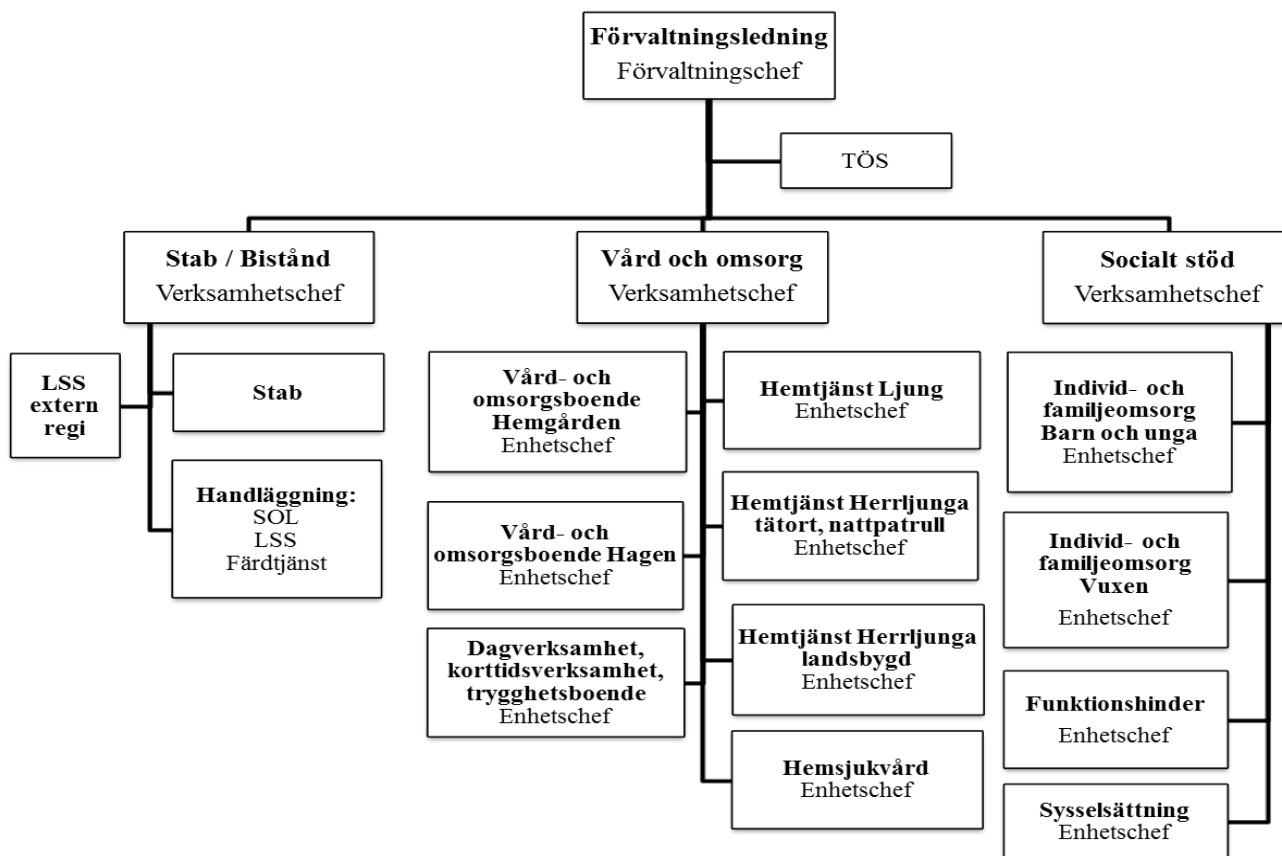 Förvaltningsledning
Förvaltningschef
TÖS
Stab / Bistånd
Verksamhetschef
Vård och omsorg
Verksamhetschef
Socialt stöd
Verksamhetschef
LSS
extern
regi
Stab
Handläggning:
SOL
LSS
Färdtjänst
Vård- och
omsorgsboende
Hemgården
Enhetschef
Vård- och
omsorgsboende Hagen
Enhetschef
Dagverksamhet,
korttidsverksamhet,
trygghetsboende
Enhetschef
Hemtjänst Ljung
Enhetschef
Hemtjänst Herrljunga
tätort, nattpatrull
Enhetschef
Hemtjänst Herrljunga
landsbygd
Enhetschef
Hemsjukvård
Enhetschef
Individ- och
familjeomsorg
Barn och unga
Enhetschef
Individ- och
familjeomsorg
Vuxen
Enhetschef
Funktionshinder
Enhetschef
Sysselsättning
Enhetschef